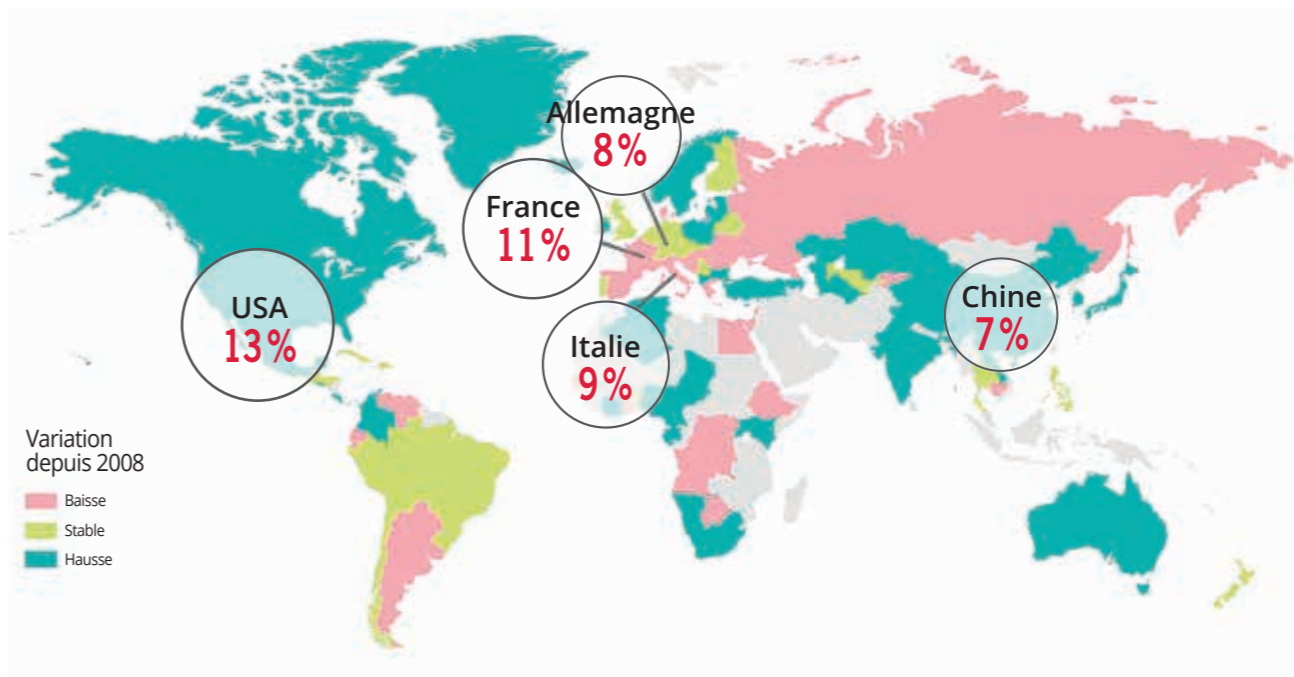 Allemagne
8%
France
11%
USA
13%
Chine
7%
Italie
9%
Variation
depuis 2008
Baisse
Stable
Hausse